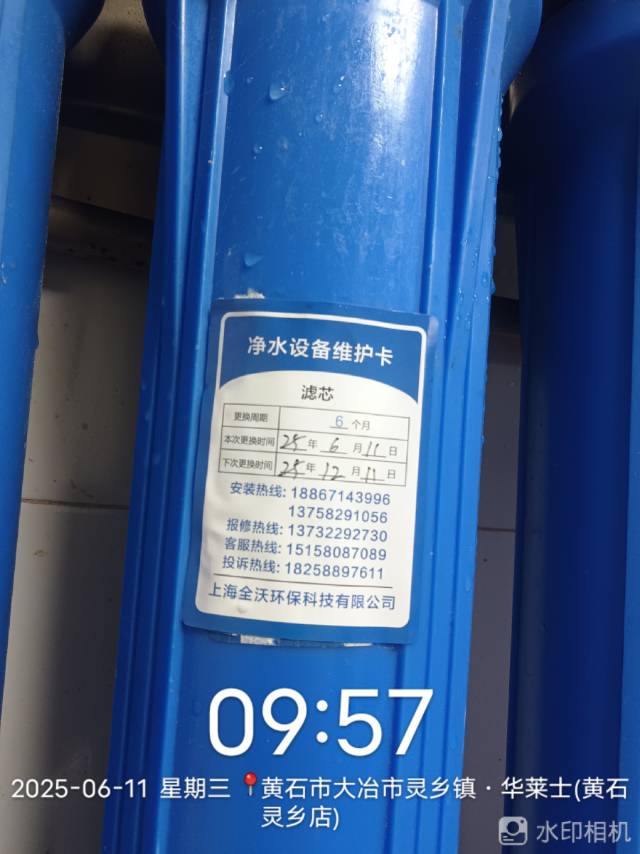 净水设备维护卡
滤芯
更换周期 6 个月
本次更换时间 25 年 6 月 11 日
下次更换时间 25 年 12 月 11 日
安装热线: 18867143996
13758291056
报修热线: 13732292730
客服热线: 15158087089
投诉热线: 18258897611
上海全沃环保科技有限公司
09:57
2025-06-11 星期三 黄石市大冶市灵乡镇·华莱士(黄石
灵乡店)
水印相机